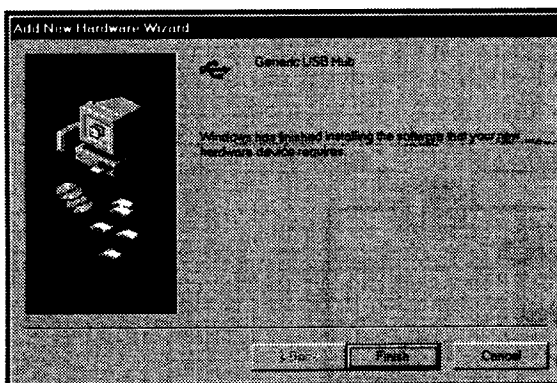 Add New Hardware Wizard
Generic USB Hub
Windows has finished installing the software that your new
hardware device requires.
Finish
Cancel